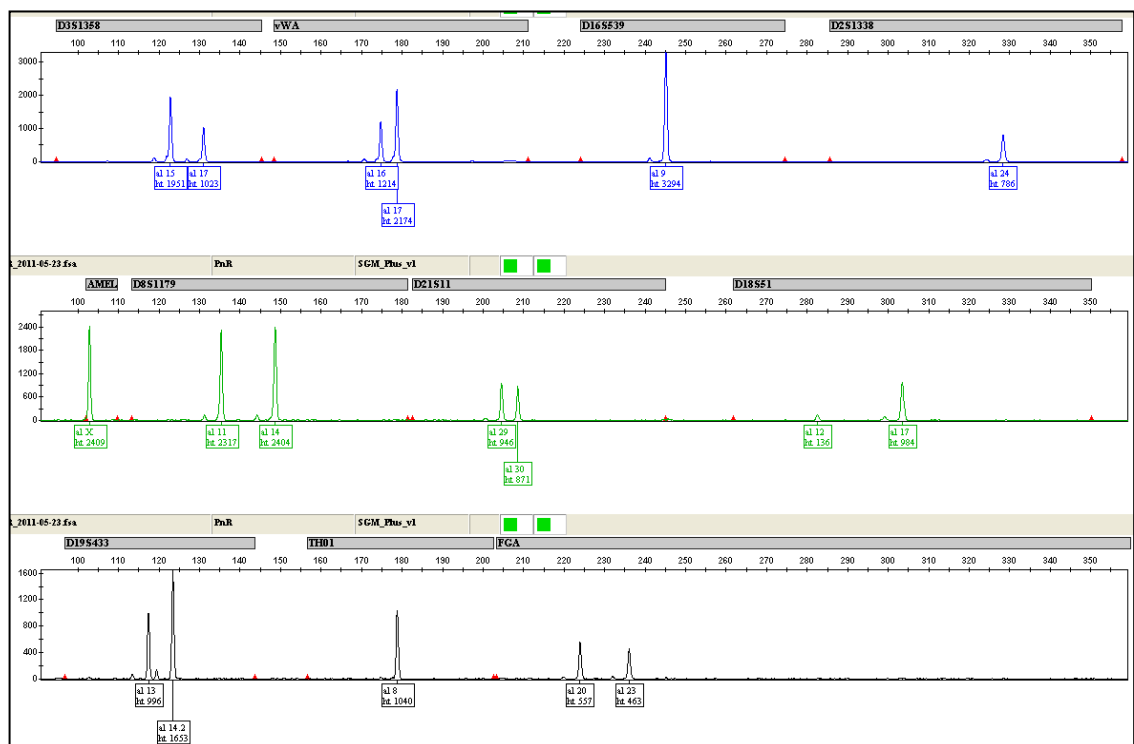 D3S1358 vWA D16S539 D2S1338
100 110 120 130 140 150 160 170 180 190 200 210 220 230 240 250 260 270 280 290 300 310 320 330 340 350
3000
2000
1000
0
al 15 al 17 al 16 al 9 al 24
ht 1951 ht 1023 ht 1214 ht 3294 ht 786
al 17
ht 2174
_2011-05-23.fsa PnR SGM_Plus_v1
AMEL D8S1179 D21S11 D18S51
100 110 120 130 140 150 160 170 180 190 200 210 220 230 240 250 260 270 280 290 300 310 320 330 340 350
2400
1800
1200
600
0
al X al 11 al 14 al 29 al 12 al 17
ht 2409 ht 2317 ht 2404 ht 946 ht 136 ht 984
al 30
ht 871
_2011-05-23.fsa PnR SGM_Plus_v1
D19S433 TH01 FGA
100 110 120 130 140 150 160 170 180 190 200 210 220 230 240 250 260 270 280 290 300 310 320 330 340 350
1600
1200
800
400
0
al 13 al 8 al 20 al 23
ht 996 ht 1040 ht 557 ht 463
al 14.2
ht 1653